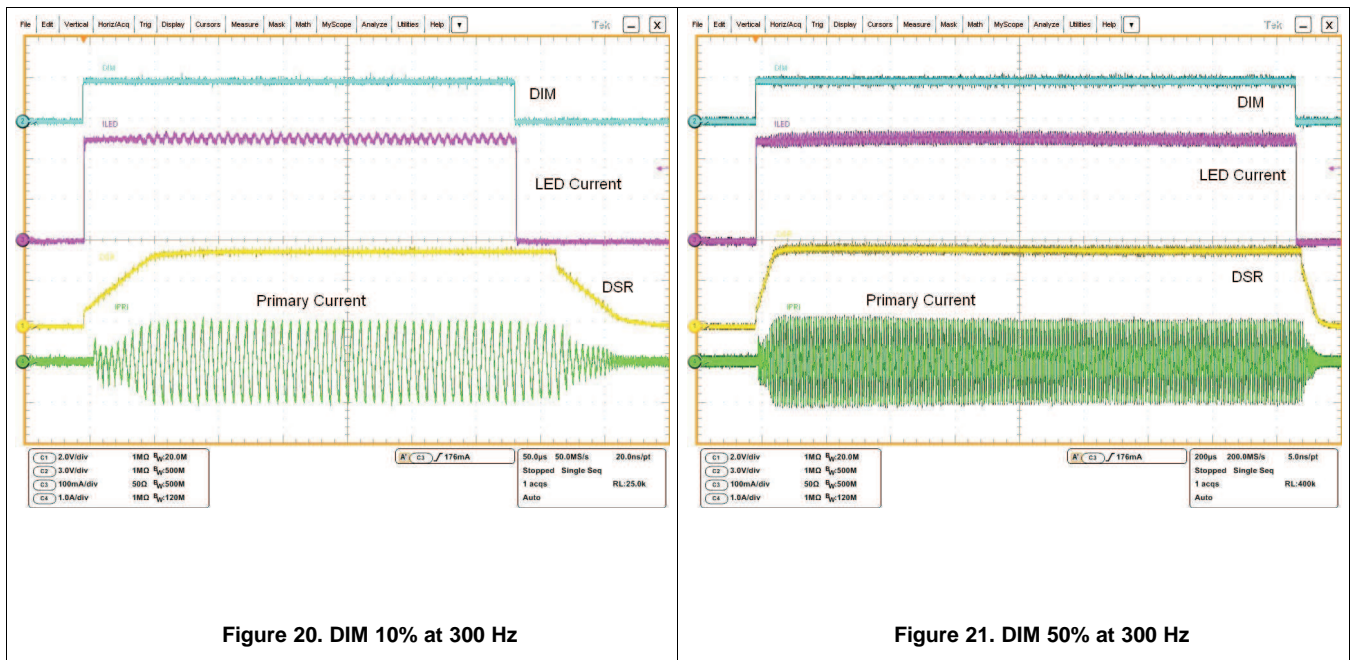 File Edit Vertical Horiz/Acq Trig Display Cursors Measure Mask Math MyScope Analyze Utilities Help Tek X
DIM
DIM
2
ILED
LED Current
3
DSR
DSR
1
Primary Current
IPRI
4
C1 2.0V/div 1MΩ BW:20.0M
C2 3.0V/div 1MΩ BW:500M
C3 100mA/div 50Ω BW:500M
C4 1.0A/div 1MΩ BW:120M
A' C3 176mA
50.0µs 50.0MS/s 20.0ns/pt
Stopped Single Seq
1 acqs RL:25.0k
Auto
Figure 20. DIM 10% at 300 Hz
File Edit Vertical Horiz/Acq Trig Display Cursors Measure Mask Math MyScope Analyze Utilities Help Tek X
DIM
DIM
2
ILED
LED Current
3
DSR
1
Primary Current
IPRI
C1 2.0V/div 1MΩ BW:20.0M
C2 3.0V/div 1MΩ BW:500M
C3 100mA/div 50Ω BW:500M
C4 1.0A/div 1MΩ BW:120M
A' C3 176mA
200µs 200.0MS/s 5.0ns/pt
Stopped Single Seq
1 acqs RL:400k
Auto
Figure 21. DIM 50% at 300 Hz